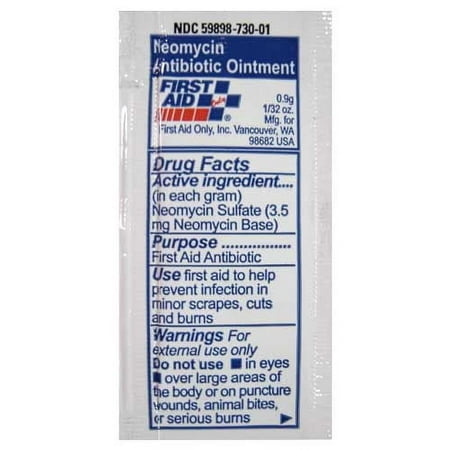 NDC 59898-730-01
Neomycin
Antibiotic Ointment
FIRST
AID
Only
®
0.9g
1/32 oz.
Mfg. for
First Aid Only, Inc. Vancouver, WA
98682 USA
Drug Facts
Active ingredient....
(in each gram)
Neomycin Sulfate (3.5
mg Neomycin Base)
Purpose ................
First Aid Antibiotic
Use first aid to help
prevent infection in
minor scrapes, cuts
and burns
Warnings For
external use only
Do not use ■ in eyes
■ over large areas of
the body or on puncture
wounds, animal bites,
or serious burns ▶